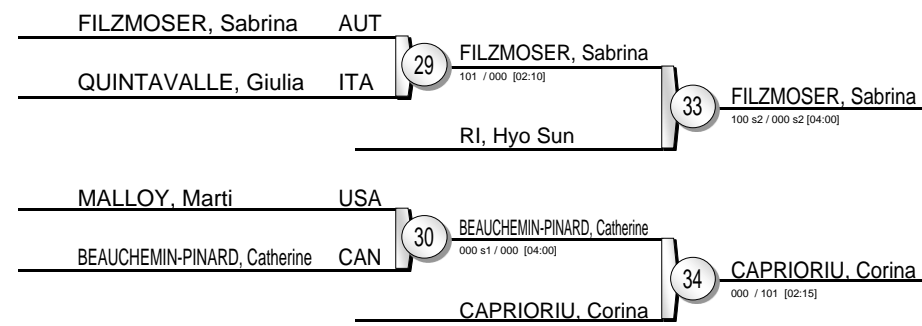 FILZMOSER, Sabrina AUT
QUINTAVALLE, Giulia ITA
29
FILZMOSER, Sabrina
101 / 000 [02:10]
RI, Hyo Sun
33
FILZMOSER, Sabrina
100 s2 / 000 s2 [04:00]
MALLOY, Marti USA
BEAUCHEMIN-PINARD, Catherine CAN
30
BEAUCHEMIN-PINARD, Catherine
000 s1 / 000 [04:00]
CAPRIORIU, Corina
34
CAPRIORIU, Corina
000 / 101 [02:15]